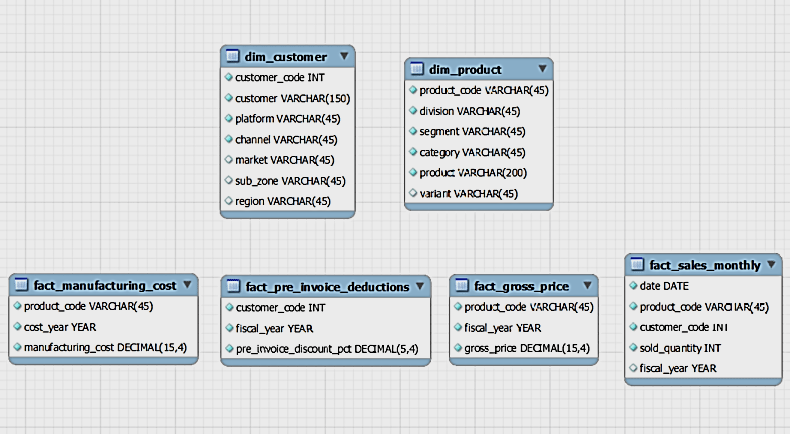 dim_customer
customer_code INT
customer VARCHAR(150)
platform VARCHAR(45)
channel VARCHAR(45)
market VARCHAR(45)
sub_zone VARCHAR(45)
region VARCHAR(45)
dim_product
product_code VARCHAR(45)
division VARCHAR(45)
segment VARCHAR(45)
category VARCHAR(45)
product VARCHAR(200)
variant VARCHAR(45)
fact_manufacturing_cost
product_code VARCHAR(45)
cost_year YEAR
manufacturing_cost DECIMAL(15,4)
fact_pre_invoice_deductions
customer_code INT
fiscal_year YEAR
pre_invoice_discount_pct DECIMAL(5,4)
fact_gross_price
product_code VARCHAR(45)
fiscal_year YEAR
gross_price DECIMAL(15,4)
fact_sales_monthly
date DATE
product_code VARCHAR(45)
customer_code INT
sold_quantity INT
fiscal_year YEAR